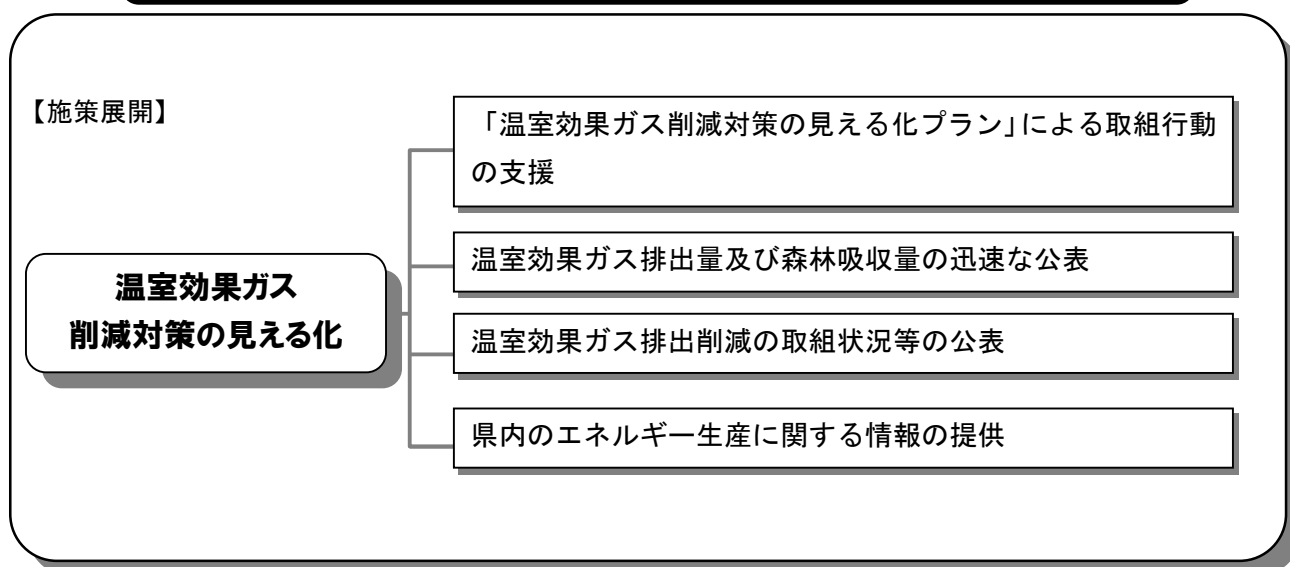 【施策展開】
「温室効果ガス削減対策の見える化プラン」による取組行動
の支援
温室効果ガス排出量及び森林吸収量の迅速な公表
温室効果ガス
削減対策の見える化
温室効果ガス排出削減の取組状況等の公表
県内のエネルギー生産に関する情報の提供